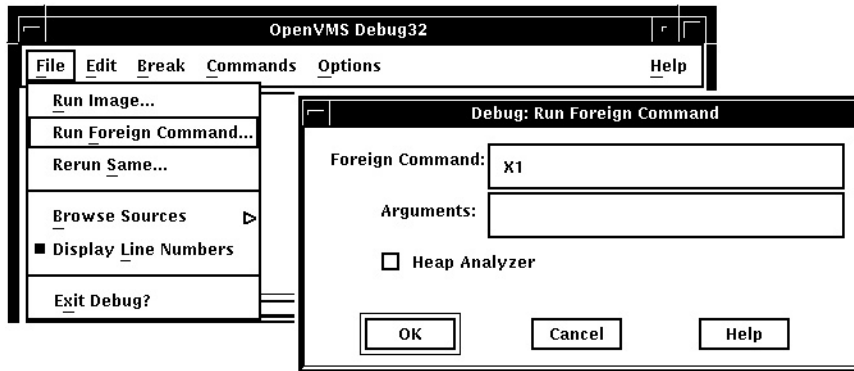 OpenVMS Debug32
File Edit Break Commands Options Help
Run Image...
Run Foreign Command...
Rerun Same...
Browse Sources
Display Line Numbers
Exit Debug?
Debug: Run Foreign Command
Foreign Command: X1
Arguments:
Heap Analyzer
OK Cancel Help